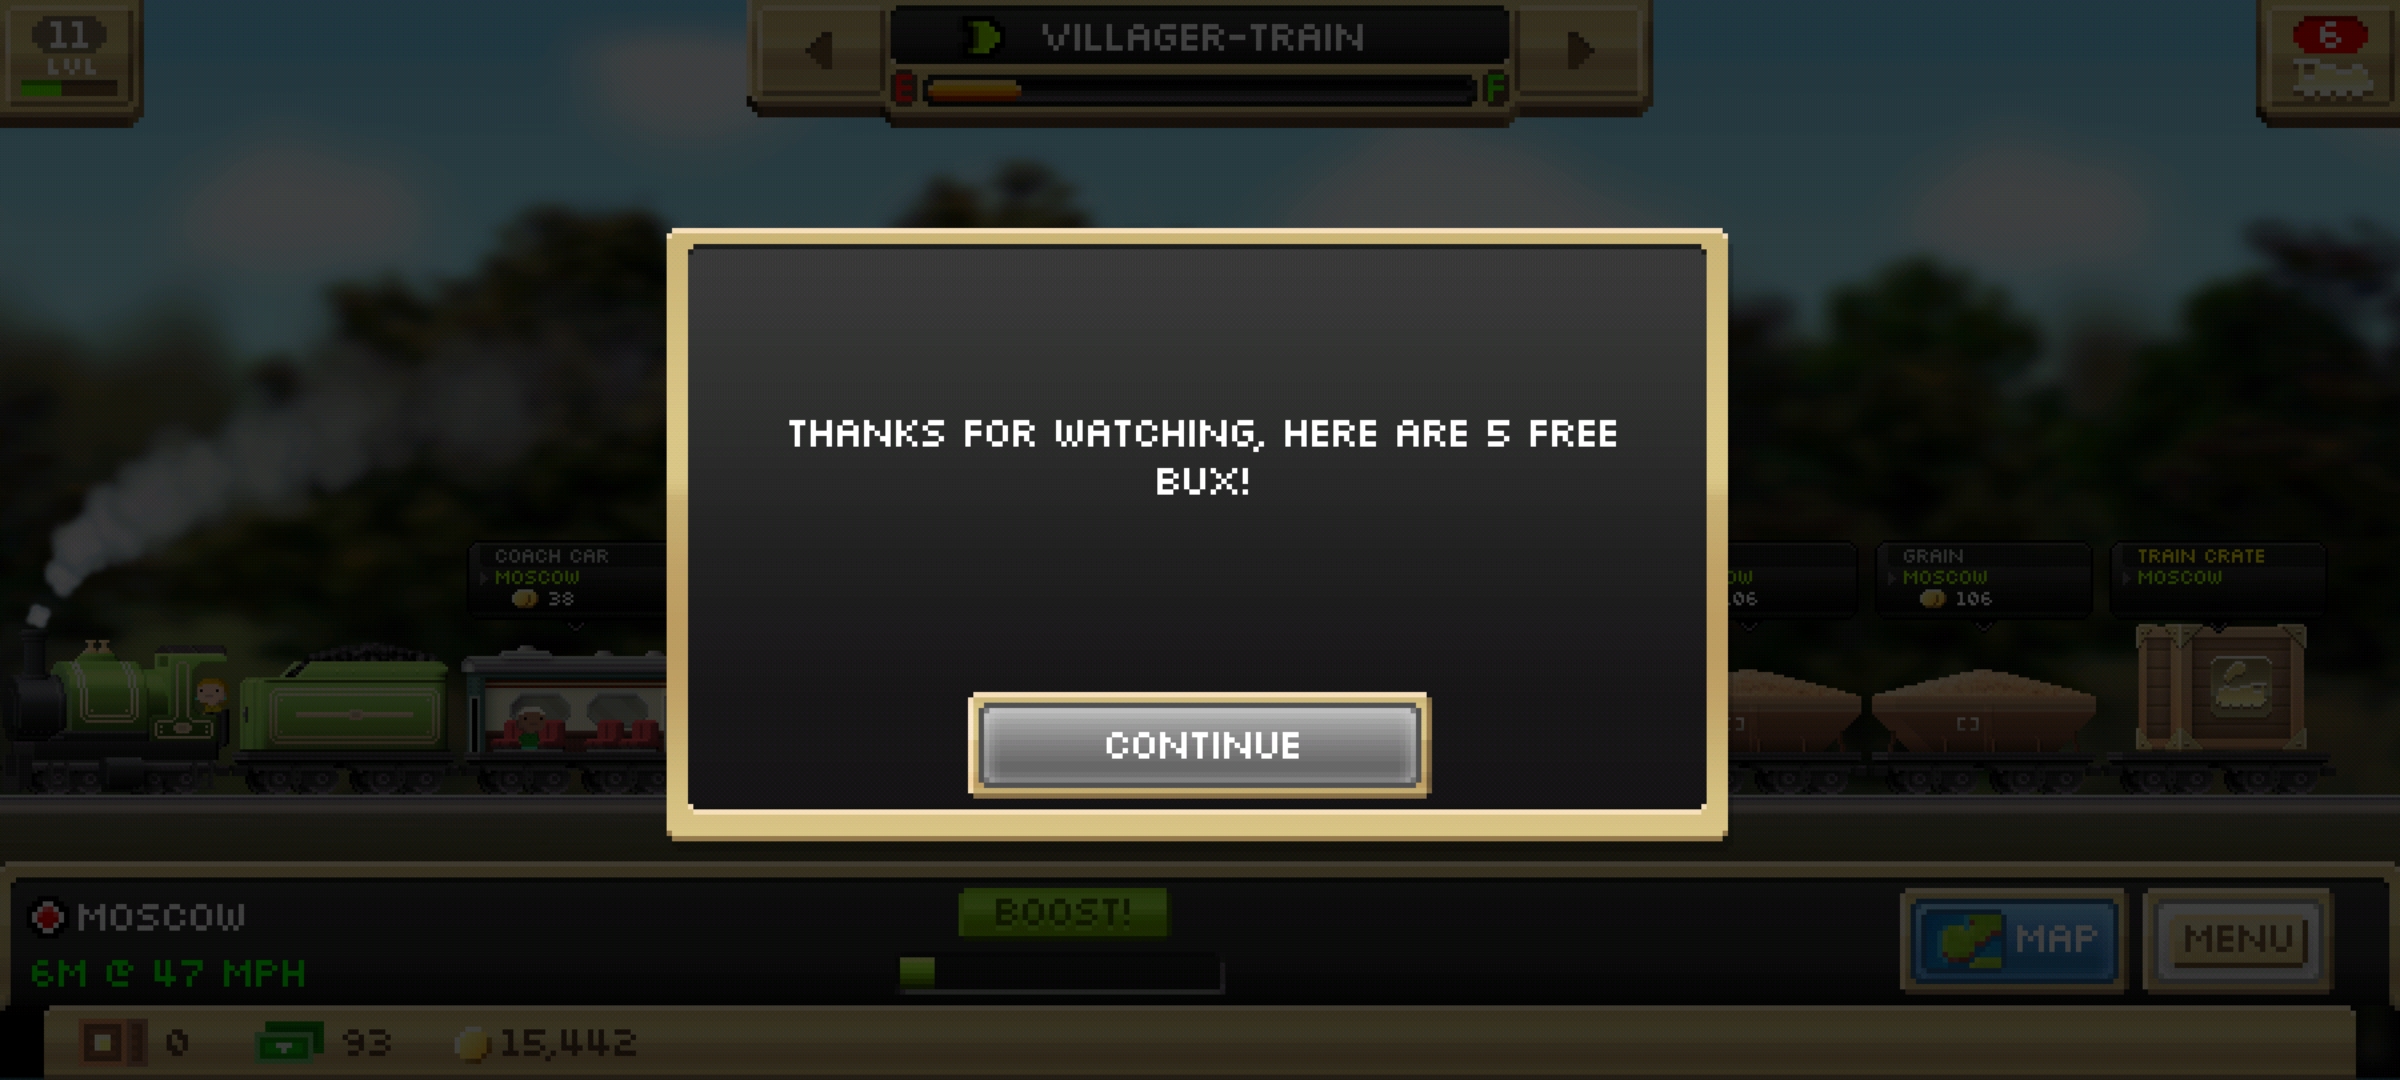 11
LVL
VILLAGER-TRAIN
E
F
6
THANKS FOR WATCHING, HERE ARE 5 FREE
BUX!
CONTINUE
COACH CAR
MOSCOW
38
106
GRAIN
MOSCOW
106
TRAIN CRATE
MOSCOW
MOSCOW
6M @ 47 MPH
BOOST!
MAP
MENU
0
93
15,442